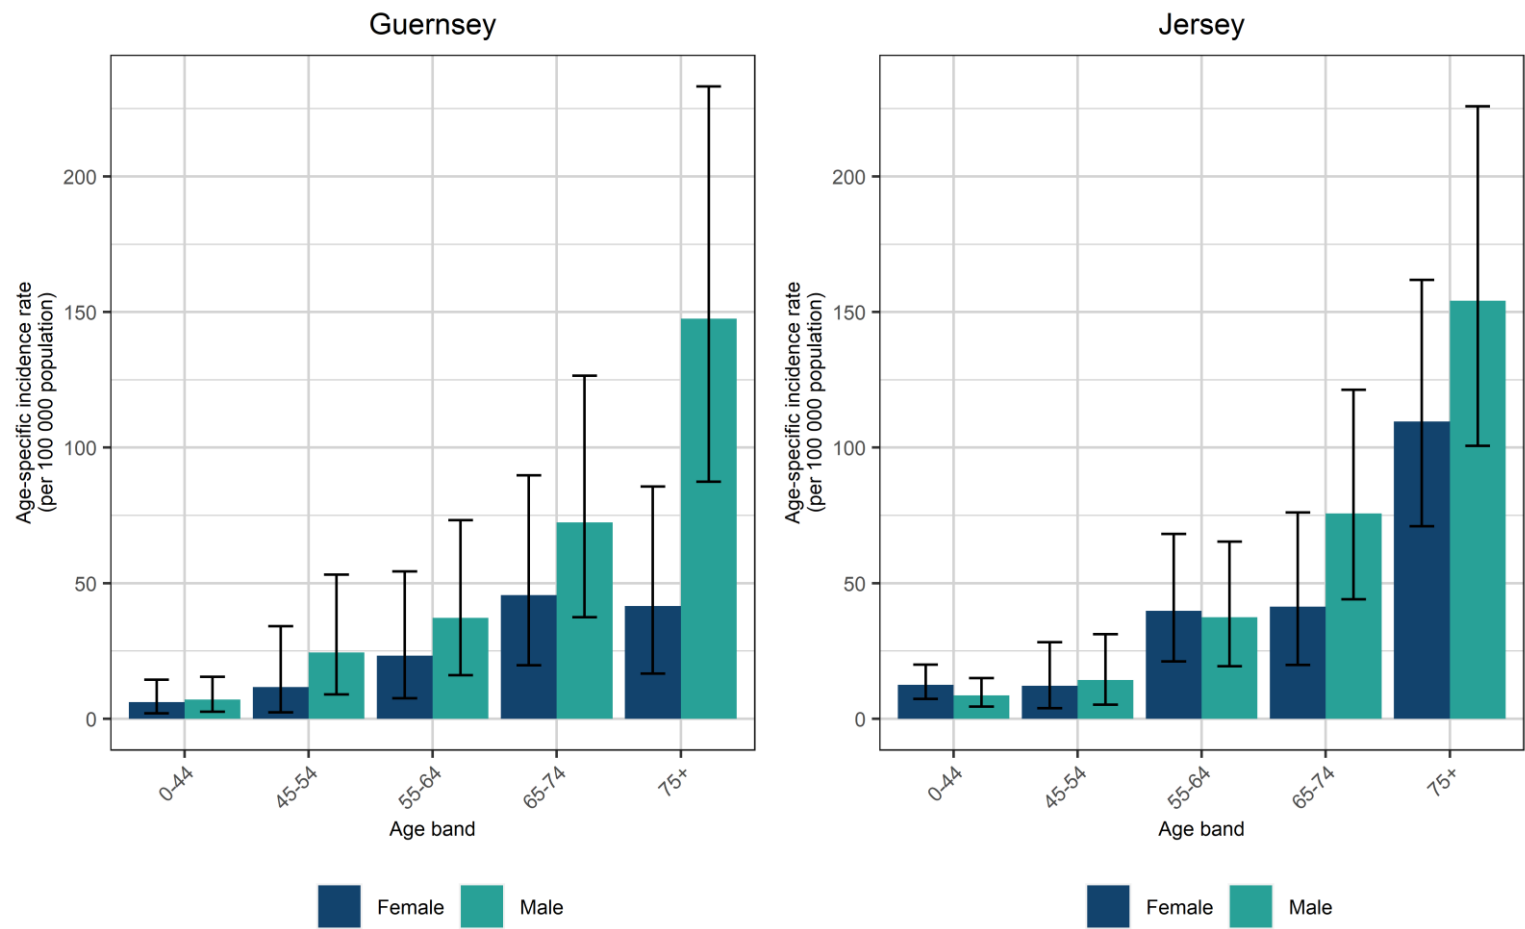 Guernsey
Age-specific incidence rate
(per 100 000 population)
200
150
100
50
0
0-44
45-54
55-64
65-74
75+
Age band
Female
Male
Jersey
Age-specific incidence rate
(per 100 000 population)
200
150
100
50
0
0-44
45-54
55-64
65-74
75+
Age band
Female
Male